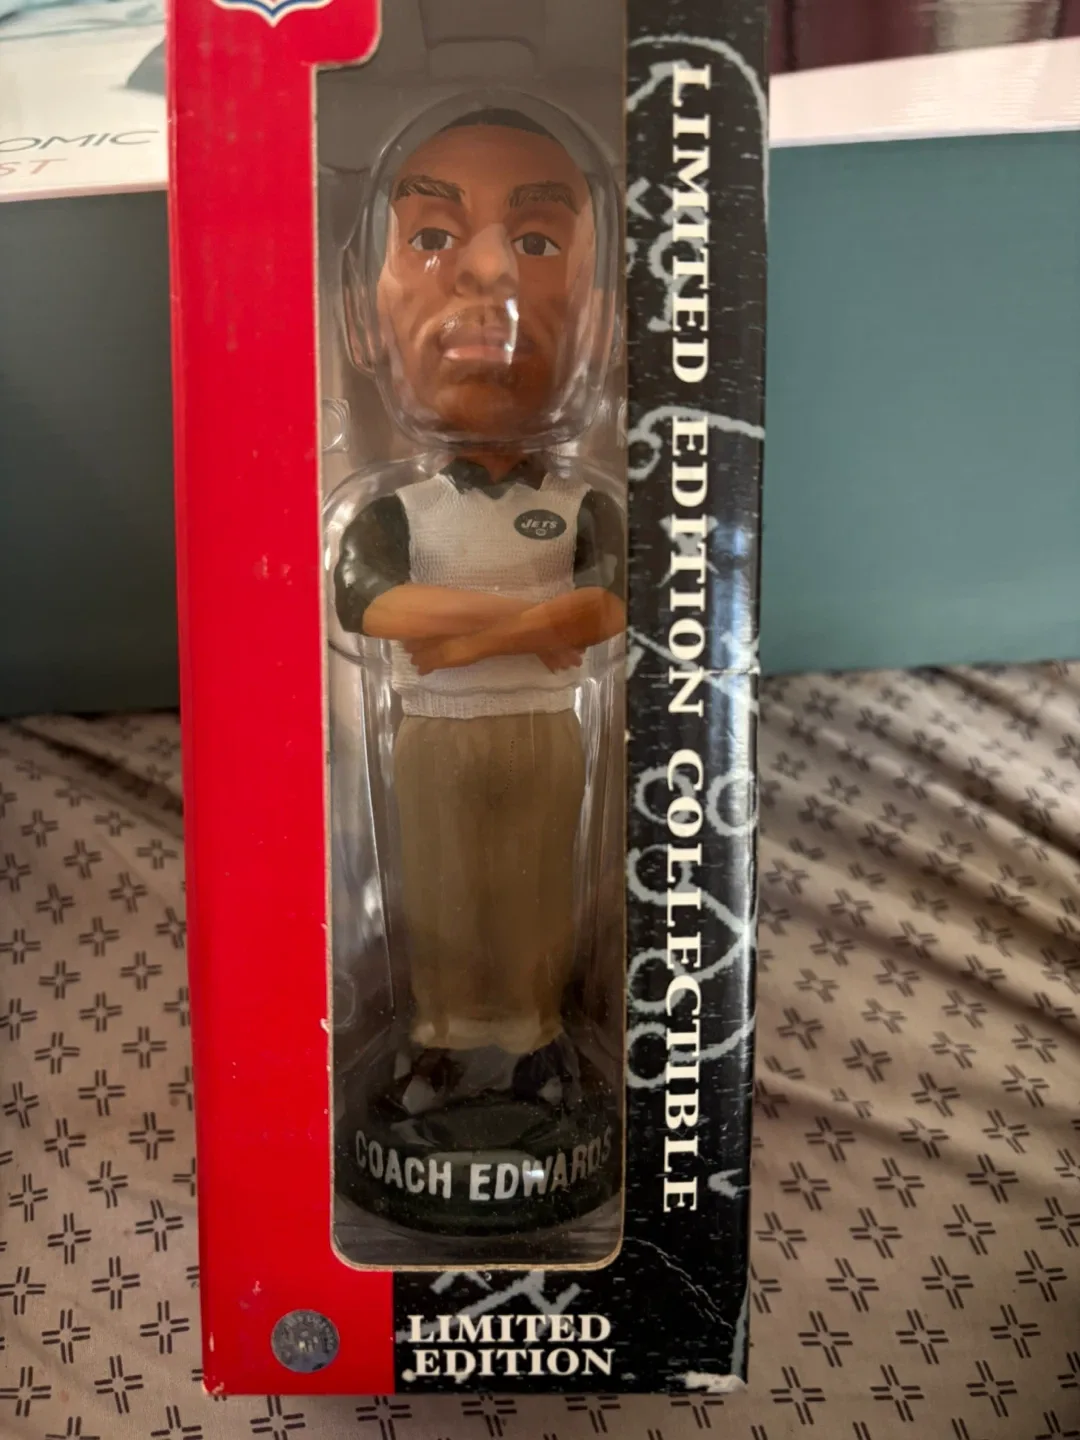 OMIC
ST
LIMITED EDITION COLLECTIBLE
JETS
COACH EDWARDS
LIMITED
EDITION